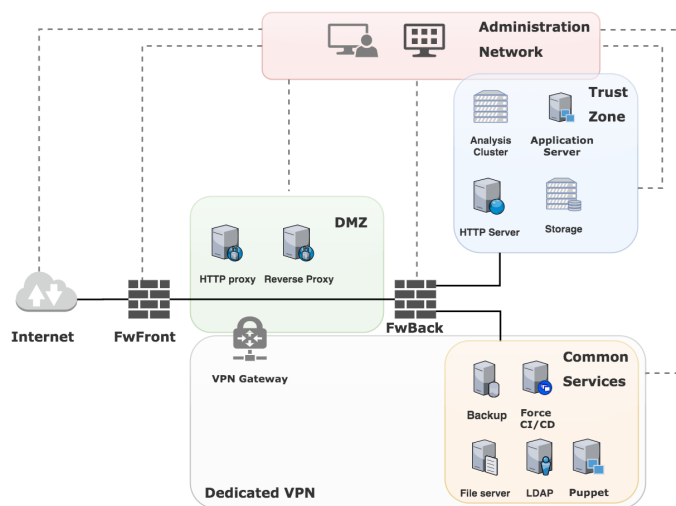 Administration
Network
Trust
Zone
Analysis
Cluster
Application
Server
HTTP Server
Storage
DMZ
HTTP proxy
Reverse Proxy
Internet
FwFront
FwBack
VPN Gateway
Common
Services
Backup
Force
CI/CD
File server
LDAP
Puppet
Dedicated VPN